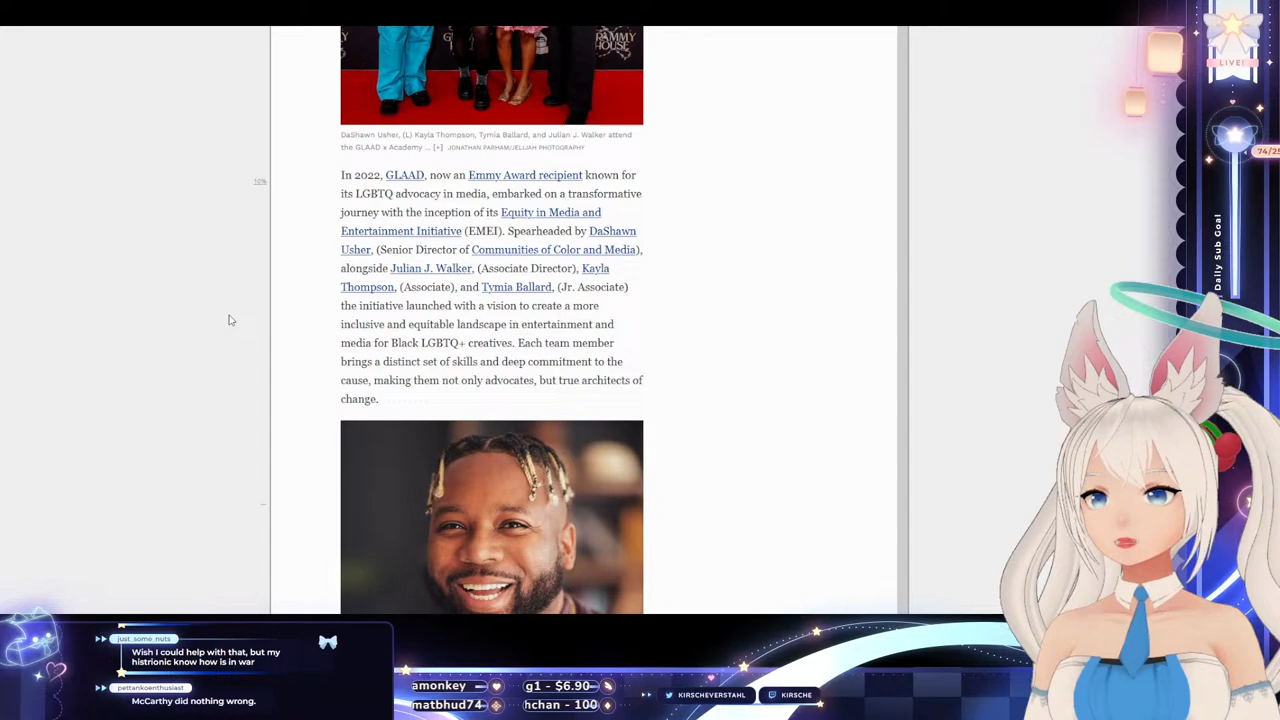 GRAMMY
HOUSE
LIVE!
DaShawn Usher, (L) Kayla Thompson, Tymia Ballard, and Julian J. Walker attend
the GLAAD x Academy ... [+] JONATHAN PARHAM/JELIJAH PHOTOGRAPHY
74/25
10%
In 2022, GLAAD, now an Emmy Award recipient known for
its LGBTQ advocacy in media, embarked on a transformative
journey with the inception of its Equity in Media and
Entertainment Initiative (EMEI). Spearheaded by DaShawn
Usher, (Senior Director of Communities of Color and Media),
alongside Julian J. Walker, (Associate Director), Kayla
Thompson, (Associate), and Tymia Ballard, (Jr. Associate)
the initiative launched with a vision to create a more
inclusive and equitable landscape in entertainment and
media for Black LGBTQ+ creatives. Each team member
brings a distinct set of skills and deep commitment to the
cause, making them not only advocates, but true architects of
change.
Daily Sub Goal
just_some_nuts
Wish I could help with that, but my
histrionic know how is in war
pettankoenthusiast
McCarthy did nothing wrong.
amonkey
g1 - $6.90
matbhud74
hchan - 100
KIRSCHEVERSTAHL
KIRSCHE